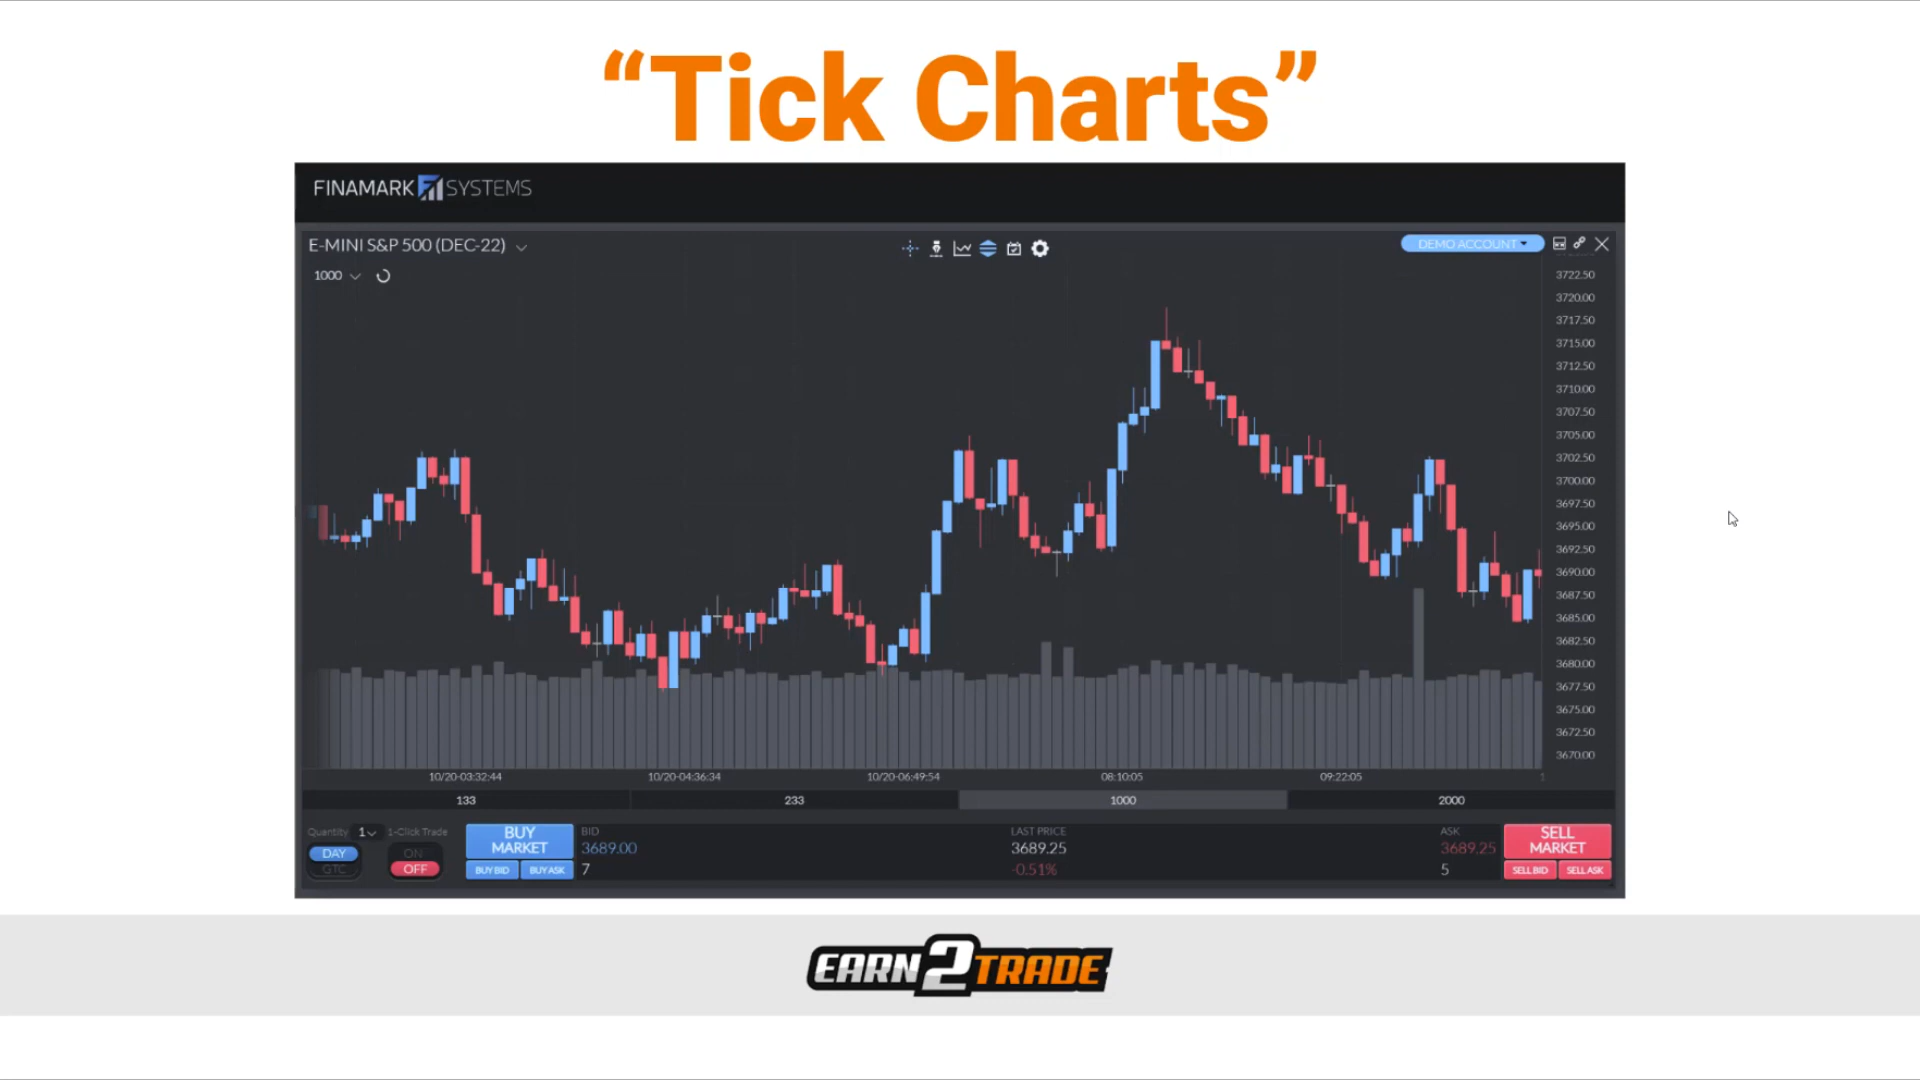 “Tick Charts”
FINAMARK SYSTEMS
E-MINI S&P 500 (DEC-22)
DEMO ACCOUNT
1000
3722.50
3720.00
3717.50
3715.00
3712.50
3710.00
3707.50
3705.00
3702.50
3700.00
3697.50
3695.00
3692.50
3690.00
3687.50
3685.00
3682.50
3680.00
3677.50
3675.00
3672.50
3670.00
10/20-03:32:44 10/20-04:36:34 10/20-06:49:54 08:10:05 09:22:05 1
133 233 1000 2000
Quantity 1 1-Click Trade
DAY
GTC
ON
OFF
BUY
MARKET
BUY BID BUY ASK
BID
3689.00
7
LAST PRICE
3689.25
-0.51%
ASK
3689.25
5
SELL
MARKET
SELL BID SELL ASK
EARN2TRADE